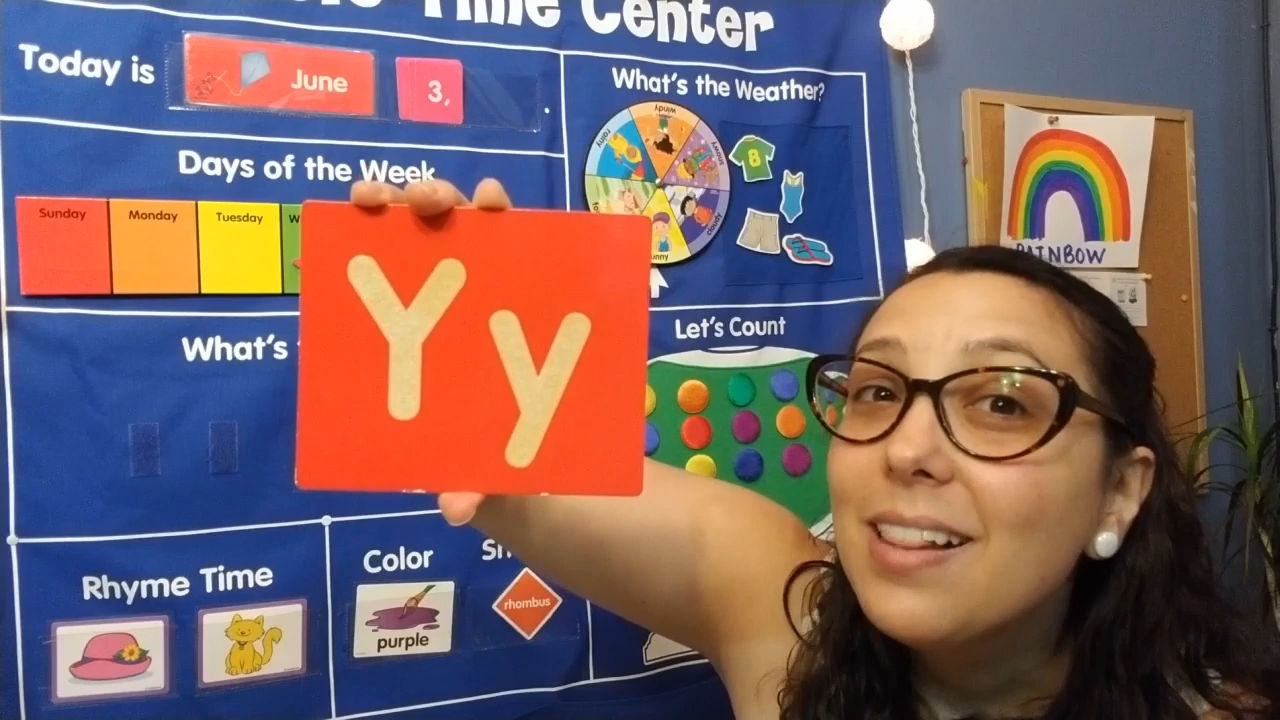 Time Center
Today is
June
3,
What's the Weather?
rainy
windy
snowy
cloudy
Days of the Week
Sunday
Monday
Tuesday
W
RAINBOW
Yy
What's
Let's Count
8
Rhyme Time
Color
purple
rhombus